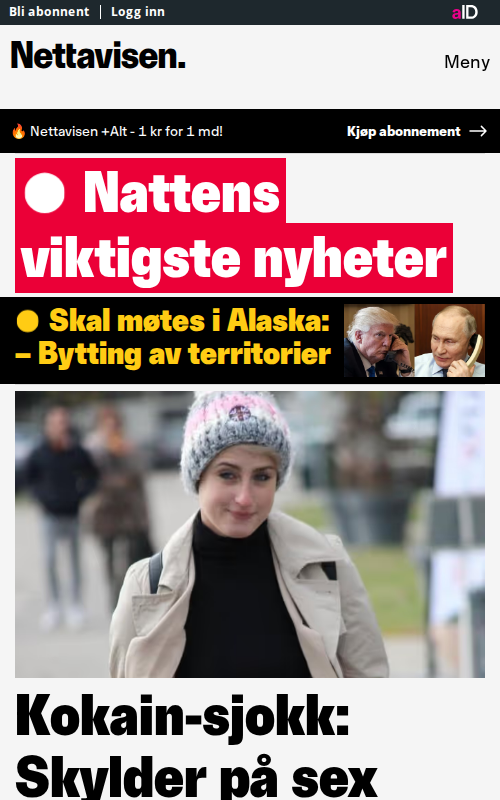 Bli abonnent Logg inn aID
Nettavisen.
Meny
🔥 Nettavisen +Alt - 1 kr for 1 md! Kjøp abonnement →
Nattens
viktigste nyheter
Skal møtes i Alaska:
– Bytting av territorier
Kokain-sjokk:
Skylder på sex